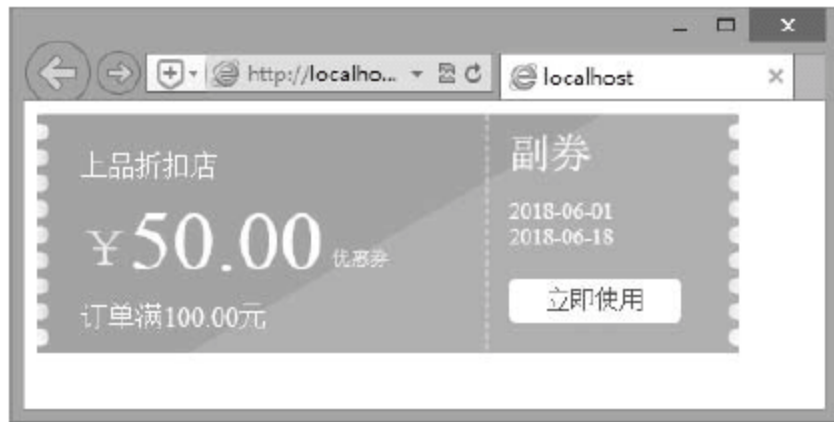 http://localho...
localhost
上品折扣店
￥50.00 优惠券
订单满100.00元
副券
2018-06-01
2018-06-18
立即使用